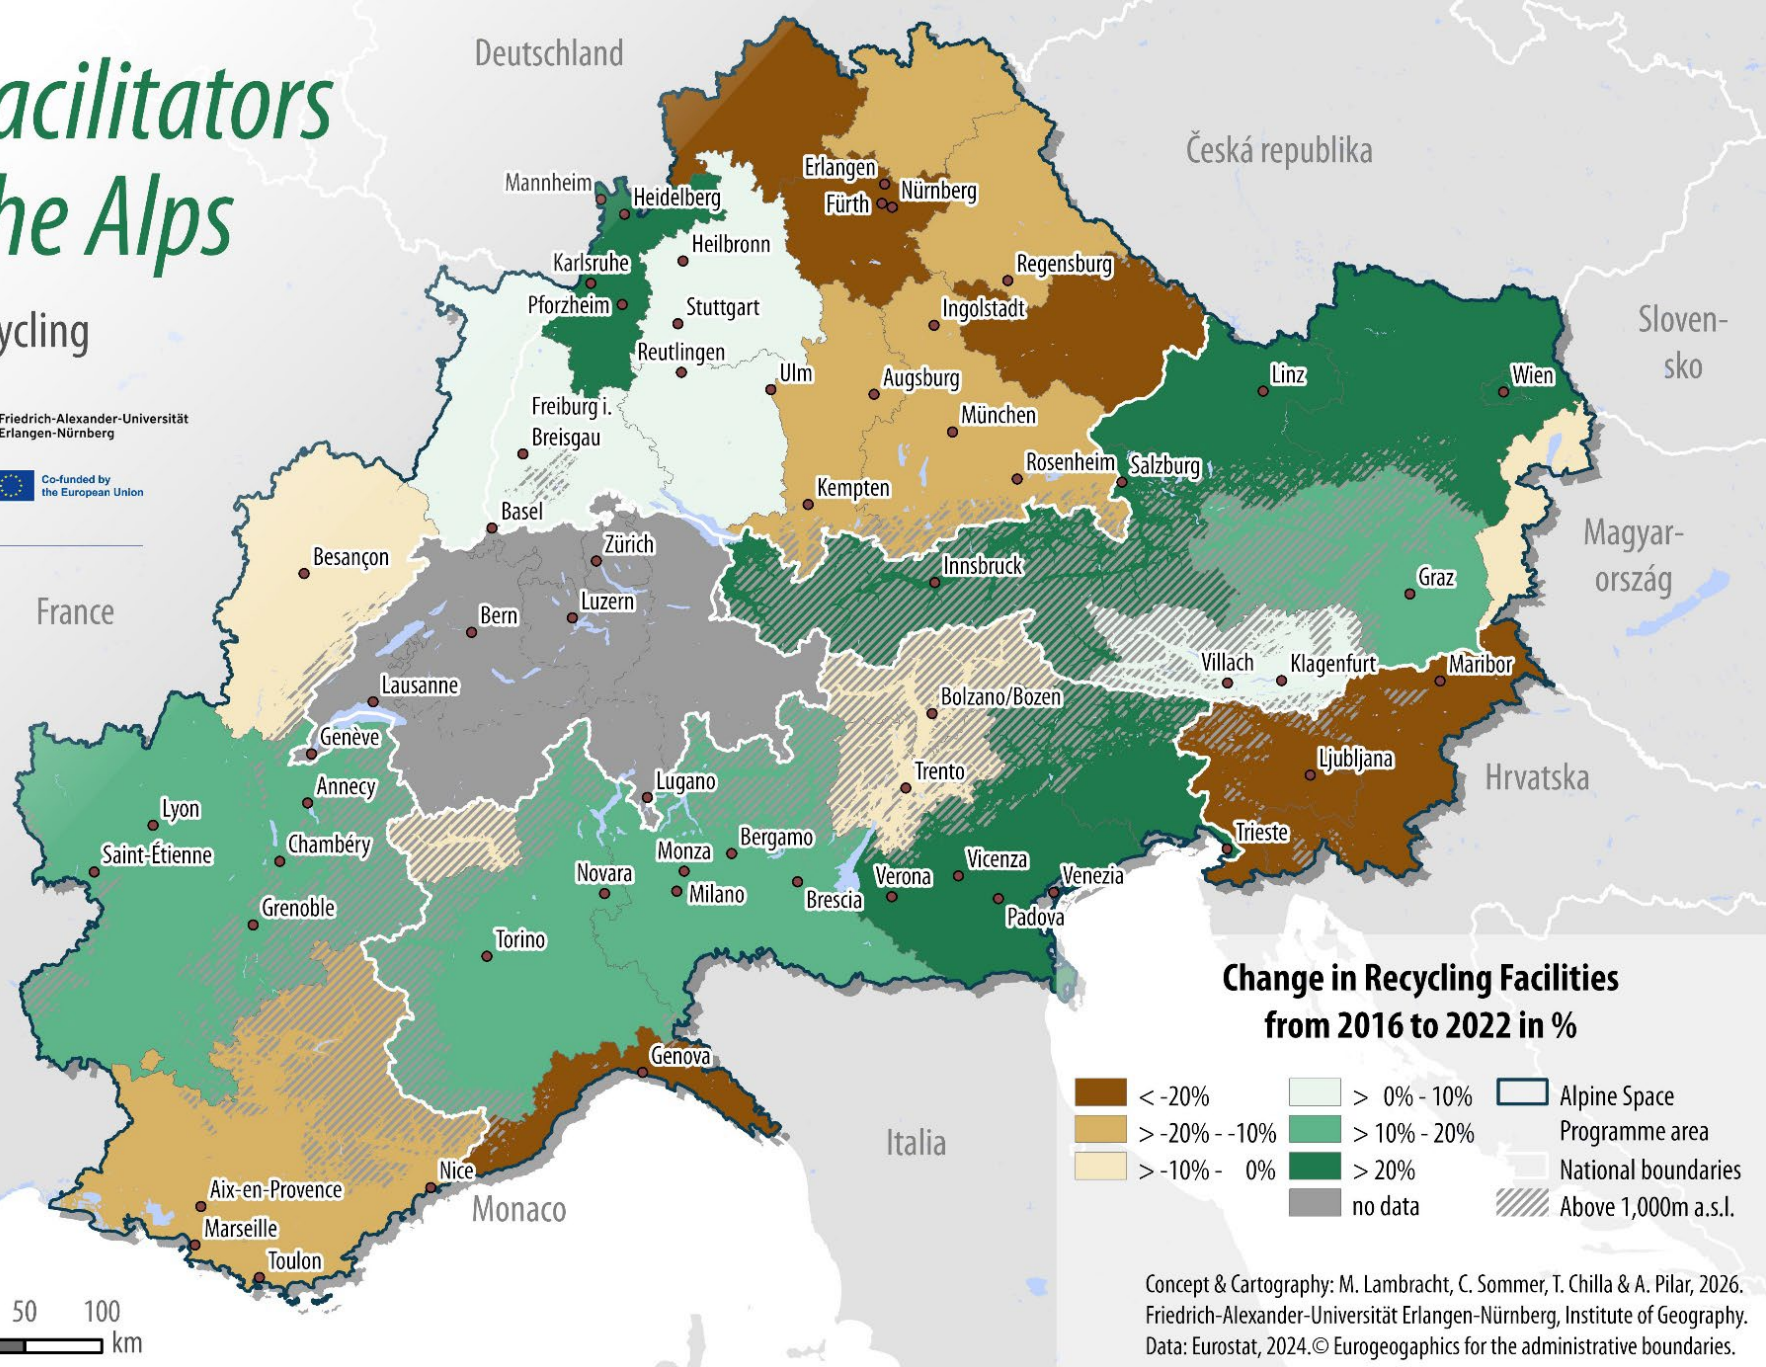 acilitators
he Alps
ycling
Friedrich-Alexander-Universität
Erlangen-Nürnberg
Co-funded by
the European Union
Deutschland
Česká republika
Sloven-
sko
Magyar-
ország
Hrvatska
Italia
Monaco
France
Mannheim
Heidelberg
Erlangen
Nürnberg
Fürth
Heilbronn
Karlsruhe
Pforzheim
Stuttgart
Regensburg
Ingolstadt
Reutlingen
Ulm
Augsburg
Linz
Wien
Freiburg i.
Breisgau
München
Rosenheim
Salzburg
Kempten
Basel
Zürich
Besançon
Innsbruck
Graz
Bern
Luzern
Villach
Klagenfurt
Maribor
Lausanne
Bolzano/Bozen
Genève
Ljubljana
Annecy
Trento
Lugano
Lyon
Chambéry
Saint-Étienne
Bergamo
Trieste
Monza
Novara
Milano
Brescia
Verona
Vicenza
Venezia
Padova
Grenoble
Torino
Genova
Nice
Aix-en-Provence
Marseille
Toulon
Change in Recycling Facilities
from 2016 to 2022 in %
< -20%
> -20% - -10%
> -10% - 0%
> 0% - 10%
> 10% - 20%
> 20%
no data
Alpine Space
Programme area
National boundaries
Above 1,000m a.s.l.
50 100
km
Concept & Cartography: M. Lambracht, C. Sommer, T. Chilla & A. Pilar, 2026.
Friedrich-Alexander-Universität Erlangen-Nürnberg, Institute of Geography.
Data: Eurostat, 2024.© Eurogeogaphics for the administrative boundaries.